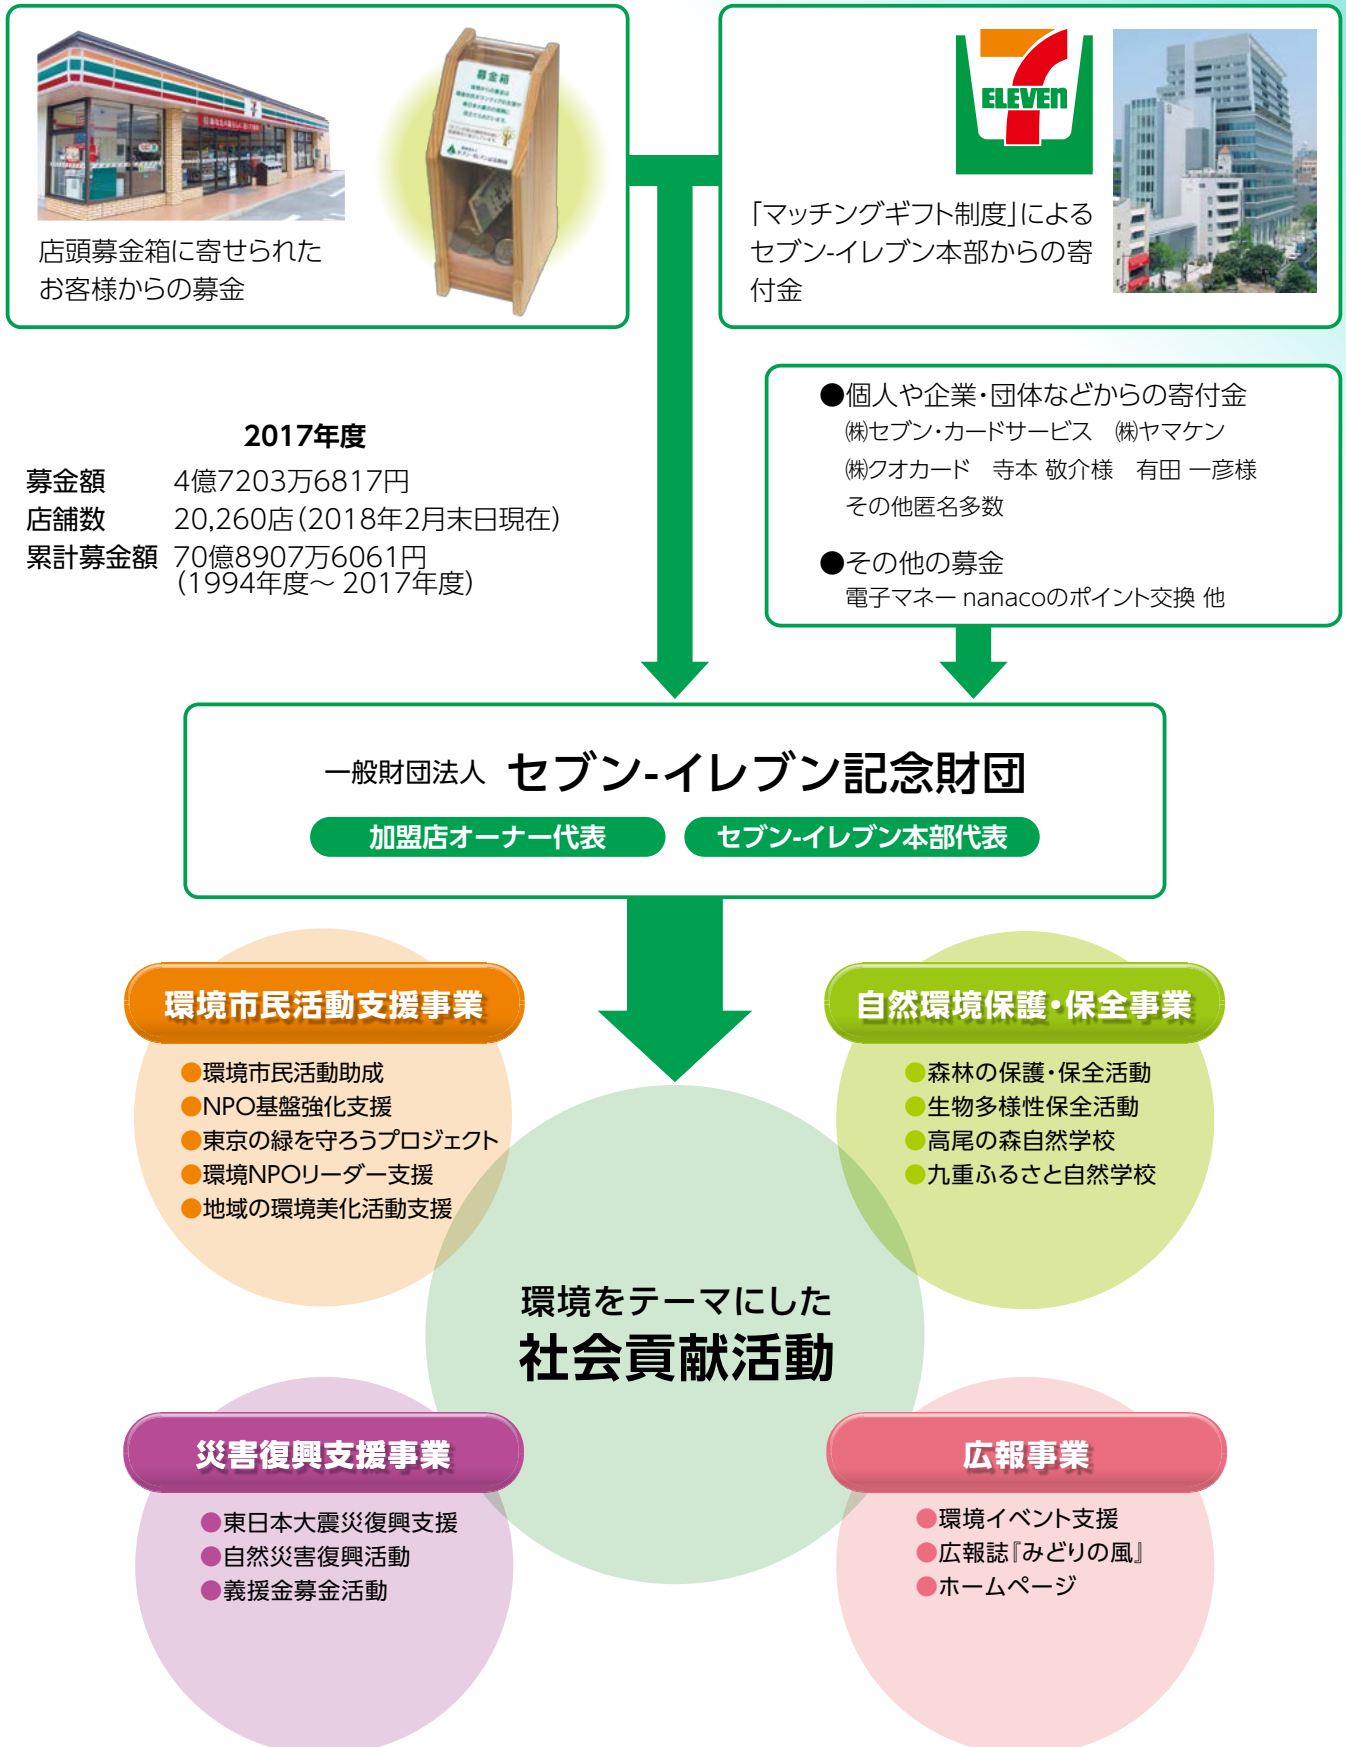 募金箱
ELEVEn
店頭募金箱に寄せられた
お客様からの募金
「マッチングギフト制度」による
セブン-イレブン本部からの寄
付金
2017年度
募金額 4億7203万6817円
店舗数 20,260店(2018年2月末日現在)
累計募金額 70億8907万6061円
(1994年度～2017年度)
●個人や企業・団体などからの寄付金
㈱セブン・カードサービス ㈱ヤマケン
㈱クオカード 寺本 敬介様 有田 一彦様
その他匿名多数
●その他の募金
電子マネー nanacoのポイント交換 他
一般財団法人 セブン-イレブン記念財団
加盟店オーナー代表 セブン-イレブン本部代表
環境市民活動支援事業
●環境市民活動助成
●NPO基盤強化支援
●東京の緑を守ろうプロジェクト
●環境NPOリーダー支援
●地域の環境美化活動支援
自然環境保護・保全事業
●森林の保護・保全活動
●生物多様性保全活動
●高尾の森自然学校
●九重ふるさと自然学校
環境をテーマにした
社会貢献活動
災害復興支援事業
●東日本大震災復興支援
●自然災害復興活動
●義援金募金活動
広報事業
●環境イベント支援
●広報誌『みどりの風』
●ホームページ